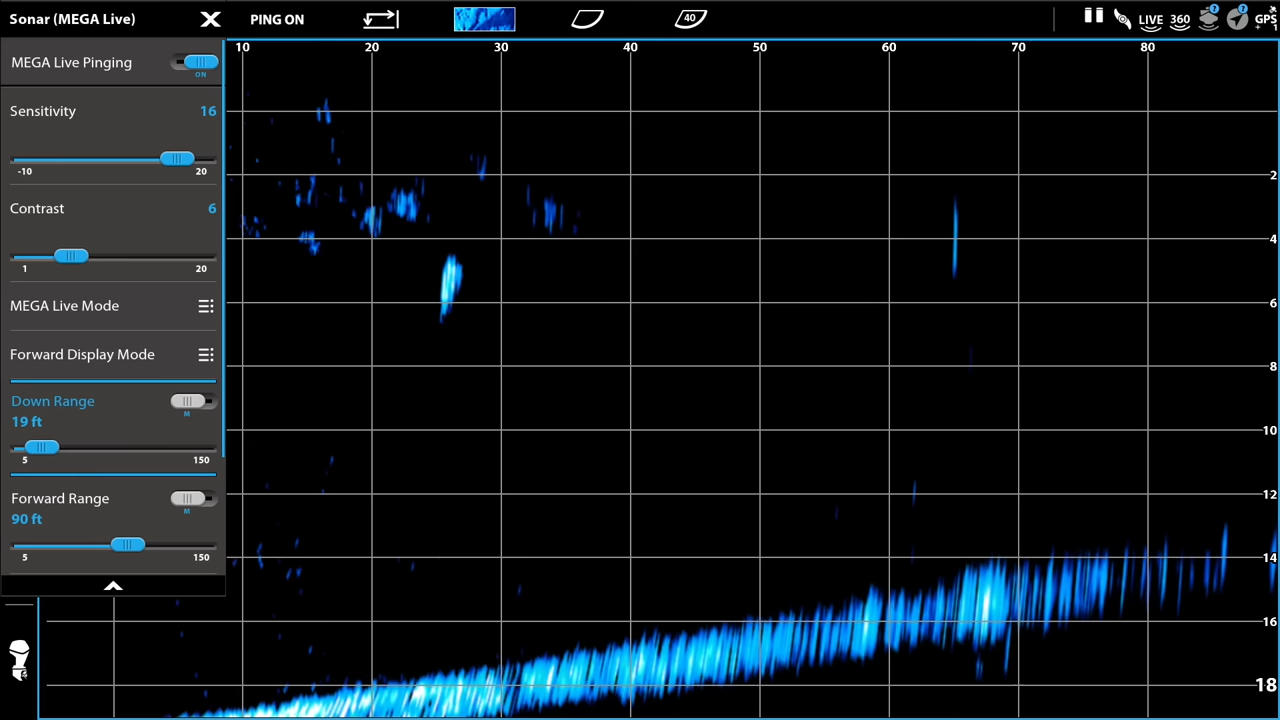 Sonar (MEGA Live)
PING ON
40
LIVE
360
?
?
GPS
MEGA Live Pinging
ON
Sensitivity 16
-10 20
Contrast 6
1 20
MEGA Live Mode
Forward Display Mode
Down Range
M
19 ft
5 150
Forward Range
M
90 ft
5 150
10 20 30 40 50 60 70 80
2
4
6
8
10
12
14
16
18